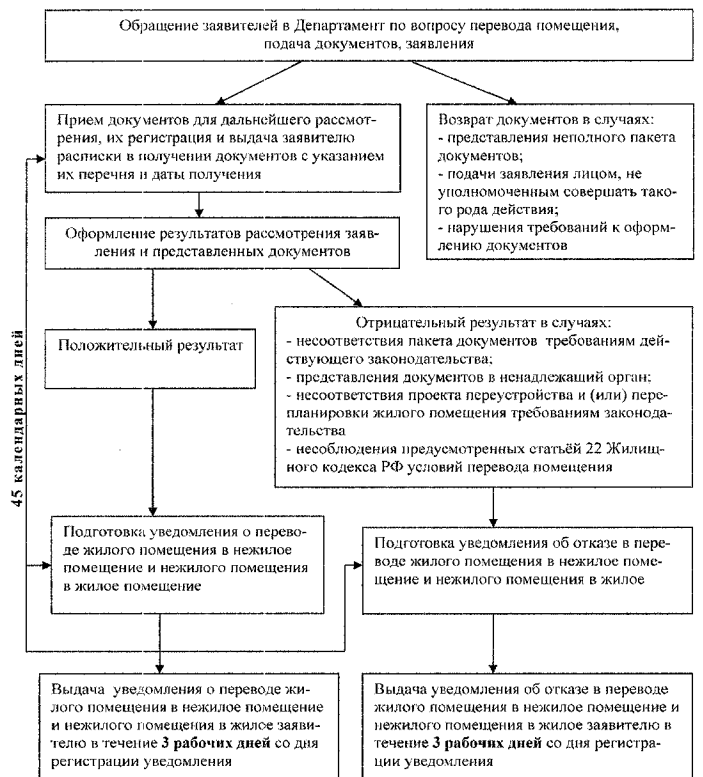 Обращение заявителей в Департамент по вопросу перевода помещения,
подача документов, заявления
Прием документов для дальнейшего рассмот-
рения, их регистрация и выдача заявителю
расписки в получении документов с указанием
их перечня и даты получения
Возврат документов в случаях:
- представления неполного пакета
документов;
- подачи заявления лицом, не
уполномоченным совершать тако-
го рода действия;
- нарушения требований к оформ-
лению документов
Оформление результатов рассмотрения заяв-
ления и представленных документов
Положительный результат
Отрицательный результат в случаях:
- несоответствия пакета документов требованиям дей-
ствующего законодательства;
- представления документов в ненадлежащий орган;
- несоответствия проекта переустройства и (или) пере-
планировки жилого помещения требованиям законода-
тельства
- несоблюдения предусмотренных статьёй 22 Жилищ-
ного кодекса РФ условий перевода помещения
45 календарных дней
Подготовка уведомления о перево-
де жилого помещения в нежилое
помещение и нежилого помещения
в жилое помещение
Подготовка уведомления об отказе в пере-
воде жилого помещения в нежилое поме-
щение и нежилого помещения в жилое
Выдача уведомления о переводе жи-
лого помещения в нежилое помещение
и нежилого помещения в жилое заяви-
телю в течение 3 рабочих дней со дня
регистрации уведомления
Выдача уведомления об отказе в переводе
жилого помещения в нежилое помещение и
нежилого помещения в жилое заявителю в
течение 3 рабочих дней со дня регистра-
ции уведомления